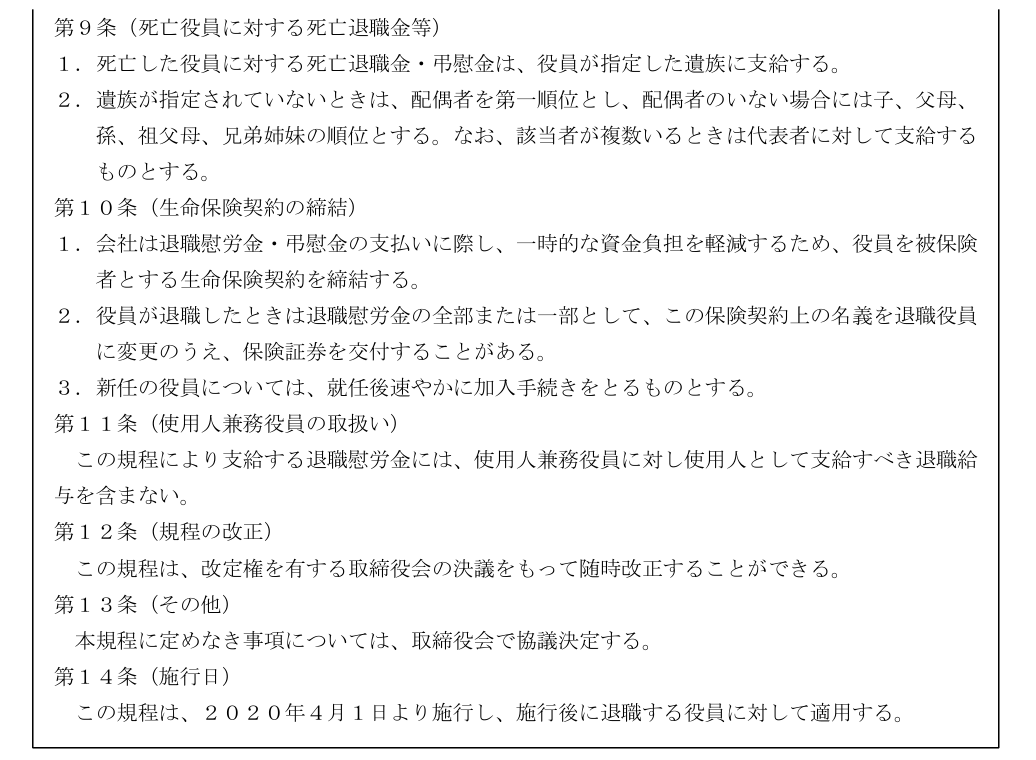 第９条（死亡役員に対する死亡退職金等）
１．死亡した役員に対する死亡退職金・弔慰金は、役員が指定した遺族に支給する。
２．遺族が指定されていないときは、配偶者を第一順位とし、配偶者のいない場合には子、父母、
孫、祖父母、兄弟姉妹の順位とする。なお、該当者が複数いるときは代表者に対して支給する
ものとする。
第１０条（生命保険契約の締結）
１．会社は退職慰労金・弔慰金の支払いに際し、一時的な資金負担を軽減するため、役員を被保険
者とする生命保険契約を締結する。
２．役員が退職したときは退職慰労金の全部または一部として、この保険契約上の名義を退職役員
に変更のうえ、保険証券を交付することがある。
３．新任の役員については、就任後速やかに加入手続きをとるものとする。
第１１条（使用人兼務役員の取扱い）
この規程により支給する退職慰労金には、使用人兼務役員に対し使用人として支給すべき退職給
与を含まない。
第１２条（規程の改正）
この規程は、改定権を有する取締役会の決議をもって随時改正することができる。
第１３条（その他）
本規程に定めなき事項については、取締役会で協議決定する。
第１４条（施行日）
この規程は、２０２０年４月１日より施行し、施行後に退職する役員に対して適用する。